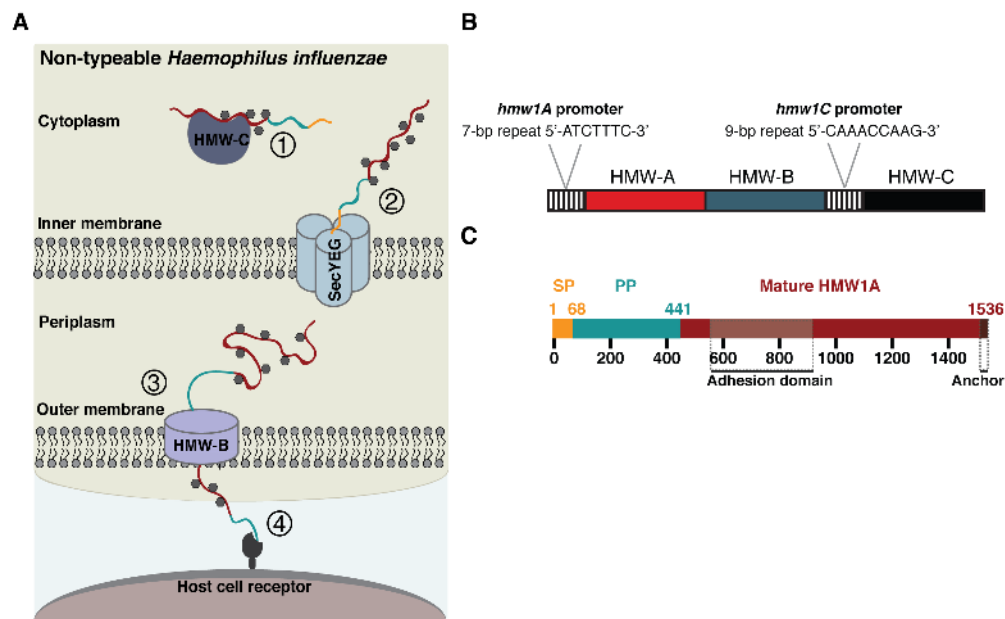 A
Non-typeable Haemophilus influenzae
Cytoplasm
HMW-C
1
2
Inner membrane
SecYEG
Periplasm
3
Outer membrane
HMW-B
4
Host cell receptor
B
hmw1A promoter
7-bp repeat 5'-ATCTTTC-3'
hmw1C promoter
9-bp repeat 5'-CAAACCAAG-3'
HMW-A
HMW-B
HMW-C
C
SP
PP
Mature HMW1A
1
68
441
1536
0 200 400 600 800 1000 1200 1400
Adhesion domain
Anchor